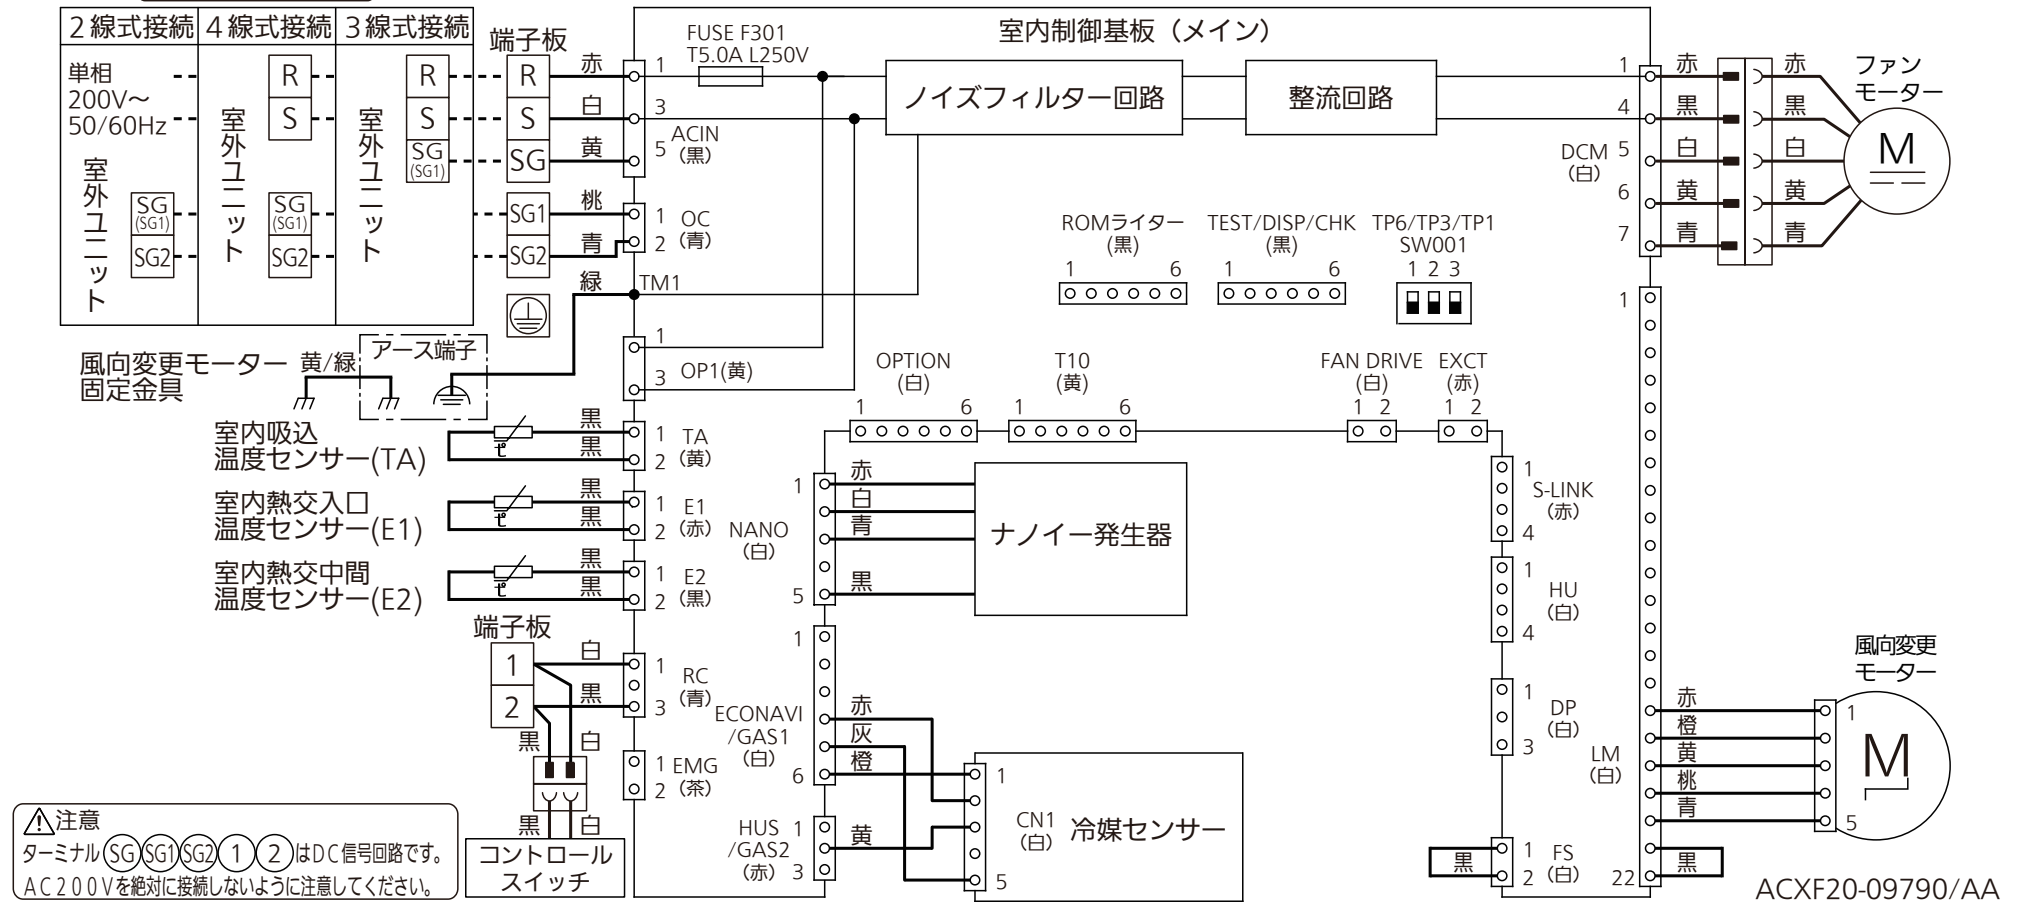 2線式接続
単相
200V～
50/60Hz
室外ユニット
SG
(SG1)
SG2
4線式接続
R
S
室外ユニット
SG
(SG1)
SG2
3線式接続
R
S
SG
(SG1)
室外ユニット
端子板
R
S
SG
SG1
SG2
赤
白
黄
桃
青
緑
1
3
5
ACIN
(黒)
1
2
OC
(青)
TM1
1
3
OP1(黄)
FUSE F301
T5.0A L250V
室内制御基板（メイン）
ノイズフィルター回路
整流回路
1
4
5
6
7
DCM
(白)
赤
黒
白
黄
青
赤
黒
白
黄
青
ファン
モーター
M
ROMライター
(黒)
1 6
TEST/DISP/CHK
(黒)
1 6
TP6/TP3/TP1
SW001
1 2 3
風向変更モーター
固定金具
黄/緑
アース端子
OPTION
(白)
1 6
T10
(黄)
1 6
FAN DRIVE
(白)
1 2
EXCT
(赤)
1 2
室内吸込
温度センサー(TA)
t°
黒
黒
1
2
TA
(黄)
室内熱交入口
温度センサー(E1)
t°
黒
黒
1
2
E1
(赤)
室内熱交中間
温度センサー(E2)
t°
黒
黒
1
2
E2
(黒)
端子板
1
2
白
黒
1
3
RC
(青)
黒
白
黒
白
コントロール
スイッチ
1
2
EMG
(茶)
NANO
(白)
1
5
赤
白
青
黒
ナノイー発生器
ECONAVI
/GAS1
(白)
1
6
赤
灰
橙
HUS
/GAS2
(赤)
1
3
黄
1
5
CN1
(白)
冷媒センサー
1
4
S-LINK
(赤)
1
4
HU
(白)
1
3
DP
(白)
黒
1
2
FS
(白)
1
22
LM
(白)
赤
橙
黄
桃
青
黒
風向変更
モーター
1
5
M
注意
ターミナルSG SG1 SG2 1 2はDC信号回路です。
AC200Vを絶対に接続しないように注意してください。
ACXF20-09790/AA